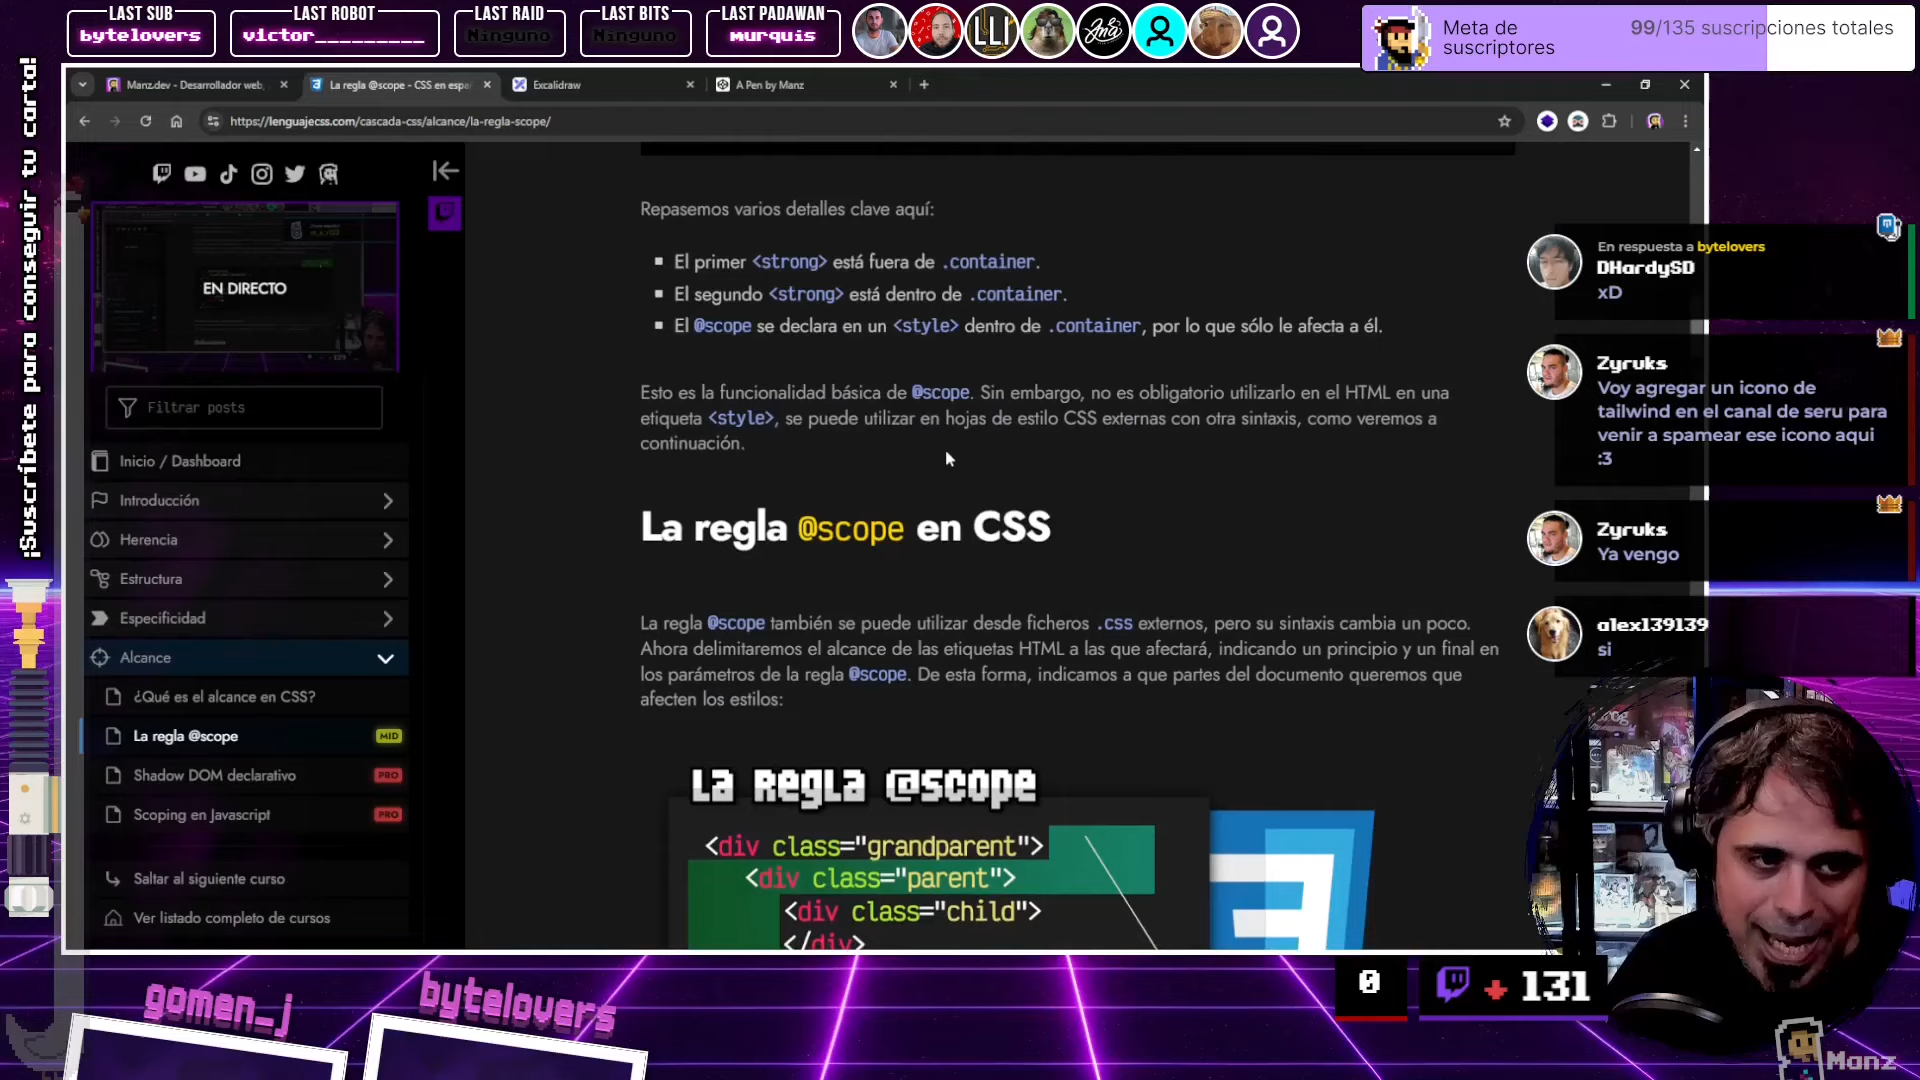 LAST SUB
bytelovers
LAST ROBOT
victor_________
LAST RAID
Ninguno
LAST BITS
Ninguno
LAST PADAWAN
murquis
Meta de suscriptores
99/135 suscripciones totales
¡Suscríbete para conseguir tu carta!
Manz.dev - Desarrollador web,
La regla @scope - CSS en espa
Excalidraw
A Pen by Manz
https://lenguajecss.com/cascada-css/alcance/la-regla-scope/
EN DIRECTO
Filtrar posts
Inicio / Dashboard
Introducción
Herencia
Estructura
Especificidad
Alcance
¿Qué es el alcance en CSS?
La regla @scope
MID
Shadow DOM declarativo
PRO
Scoping en Javascript
PRO
Saltar al siguiente curso
Ver listado completo de cursos
Repasemos varios detalles clave aquí:
El primer <strong> está fuera de .container.
El segundo <strong> está dentro de .container.
El @scope se declara en un <style> dentro de .container, por lo que sólo le afecta a él.
Esto es la funcionalidad básica de @scope. Sin embargo, no es obligatorio utilizarlo en el HTML en una
etiqueta <style>, se puede utilizar en hojas de estilo CSS externas con otra sintaxis, como veremos a
continuación.
La regla @scope en CSS
La regla @scope también se puede utilizar desde ficheros .css externos, pero su sintaxis cambia un poco.
Ahora delimitaremos el alcance de las etiquetas HTML a las que afectará, indicando un principio y un final en
los parámetros de la regla @scope. De esta forma, indicamos a que partes del documento queremos que
afecten los estilos:
La Regla @scope
<div class="grandparent">
<div class="parent">
<div class="child">
</div>
En respuesta a bytelovers
DHardySD
xD
Zyruks
Voy agregar un icono de
tailwind en el canal de seru para
venir a spamear ese icono aqui
:3
Zyruks
Ya vengo
alex139139
si
gomen_j
bytelovers
0
+ 131
Manz